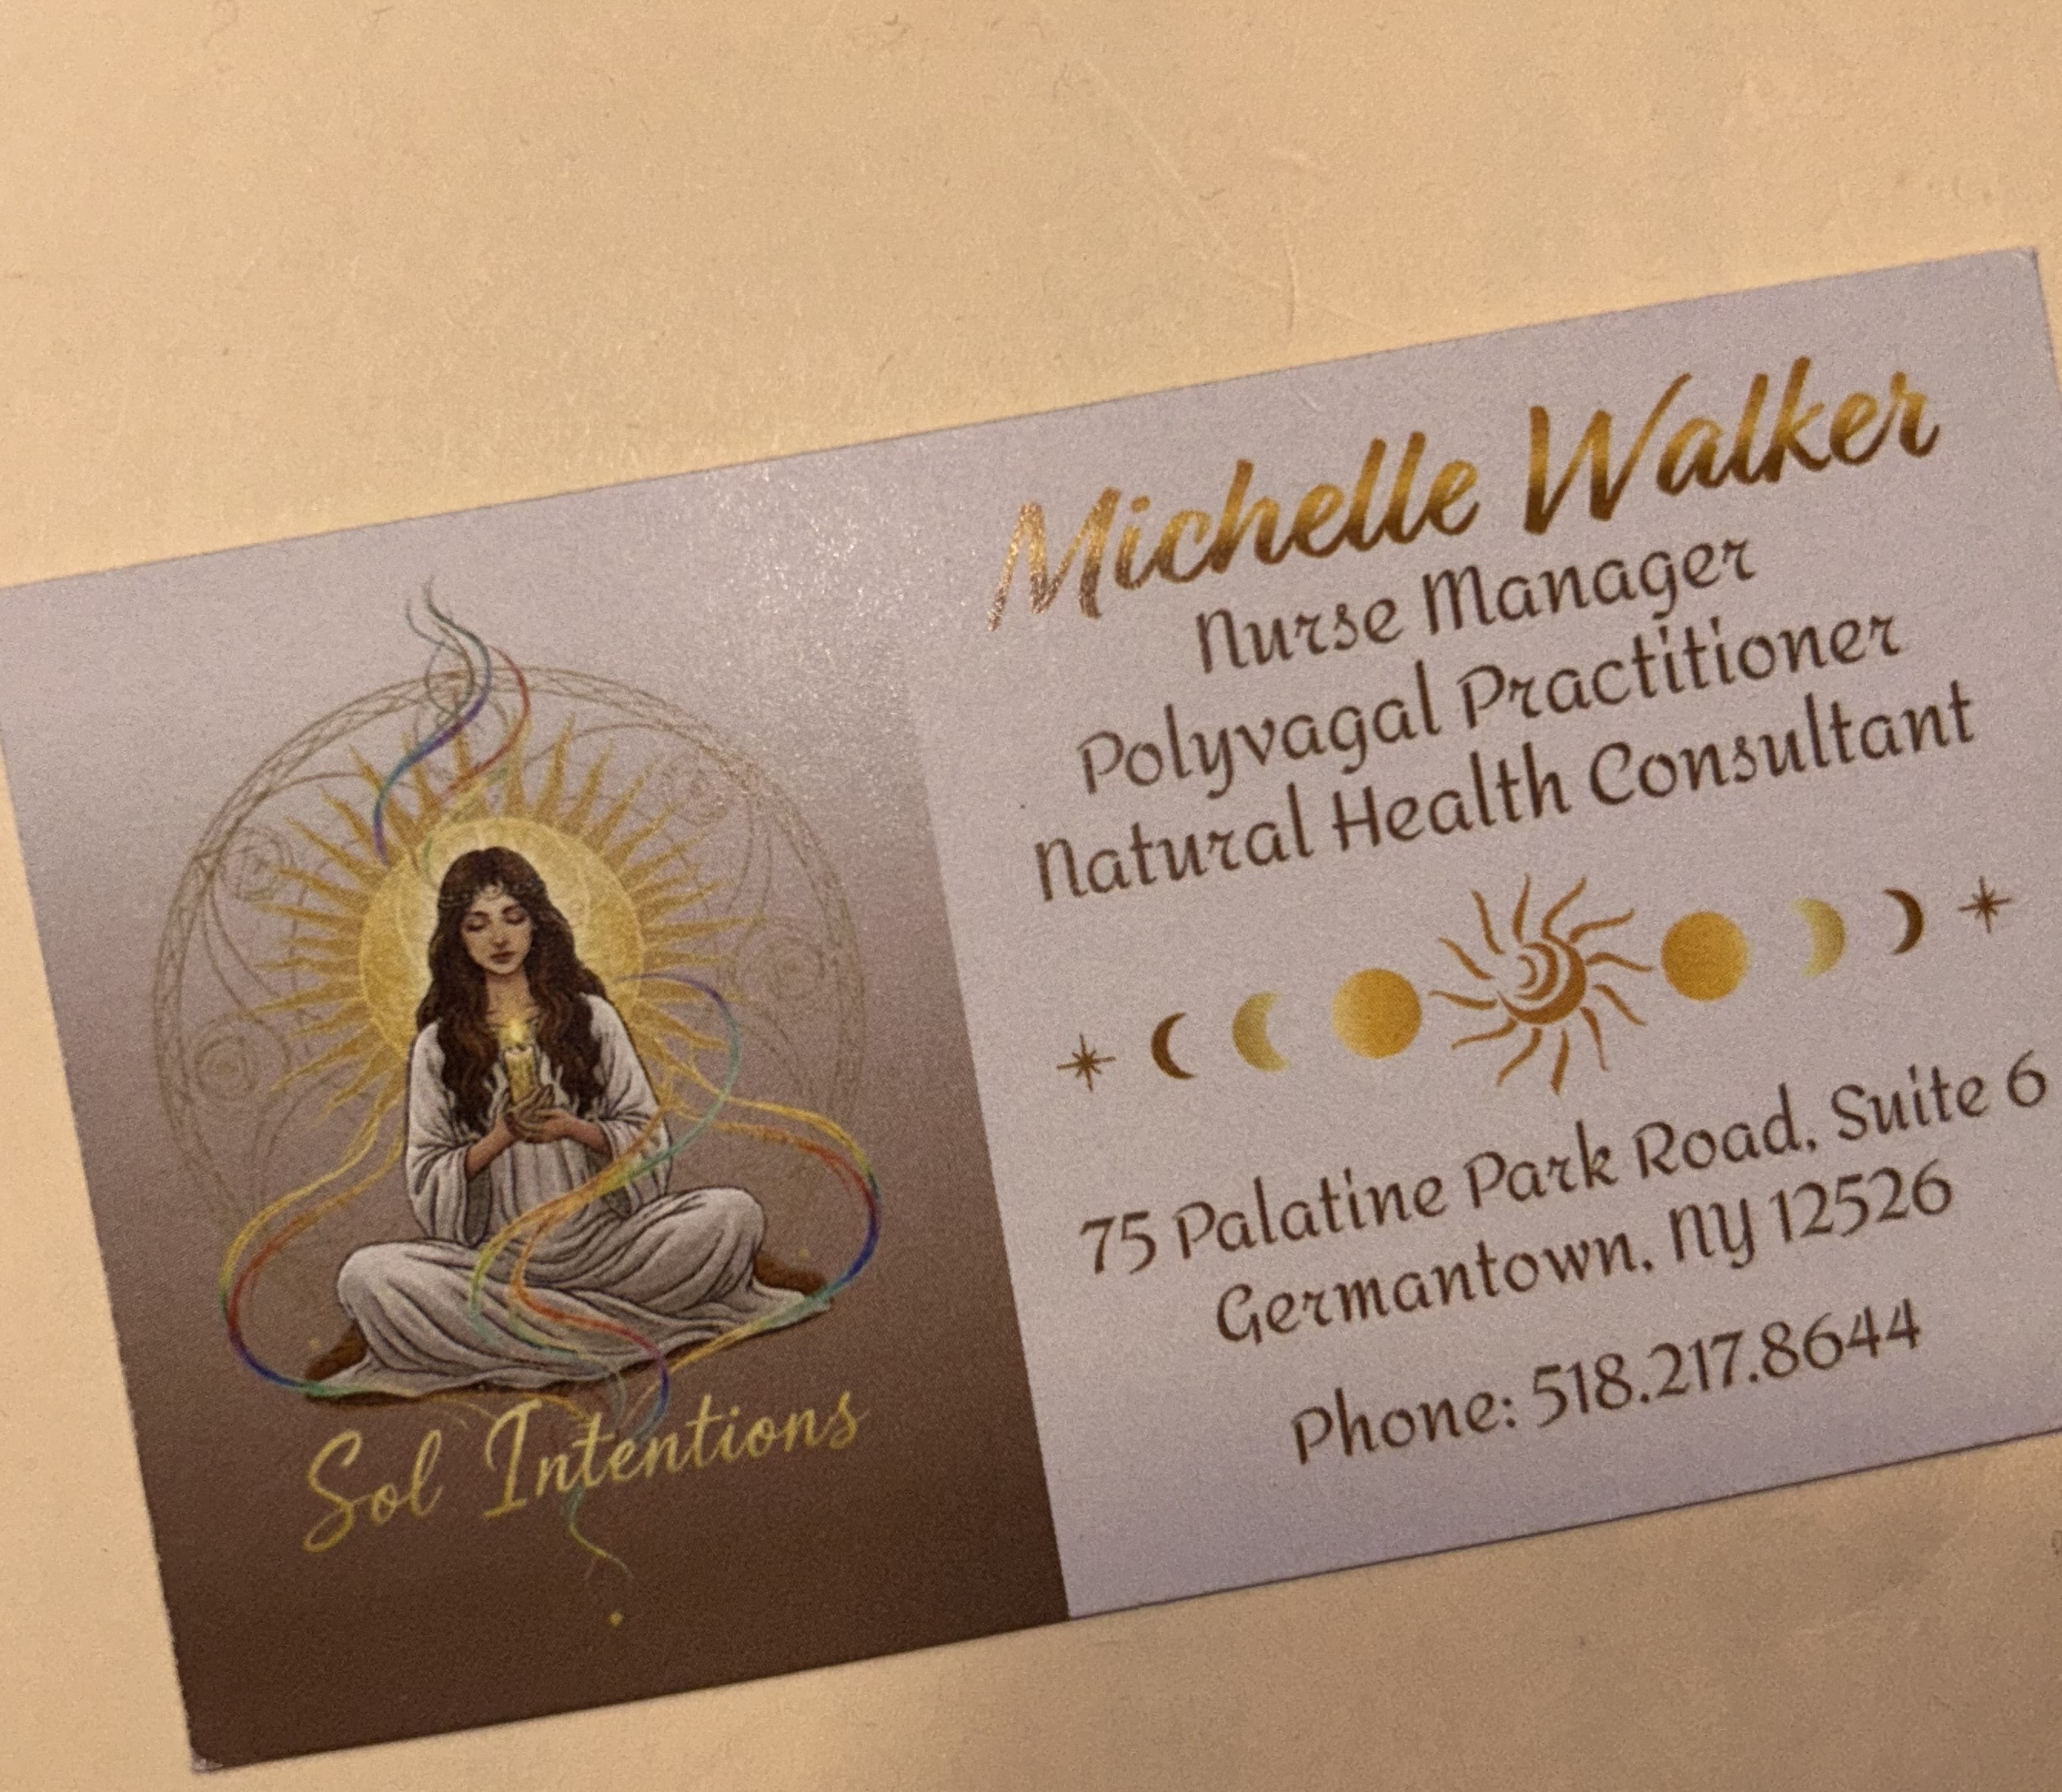 Michelle Walker
Nurse Manager
Polyvagal Practitioner
Natural Health Consultant
75 Palatine Park Road, Suite 6
Germantown, NY 12526
Phone: 518.217.8644
Sol Intentions